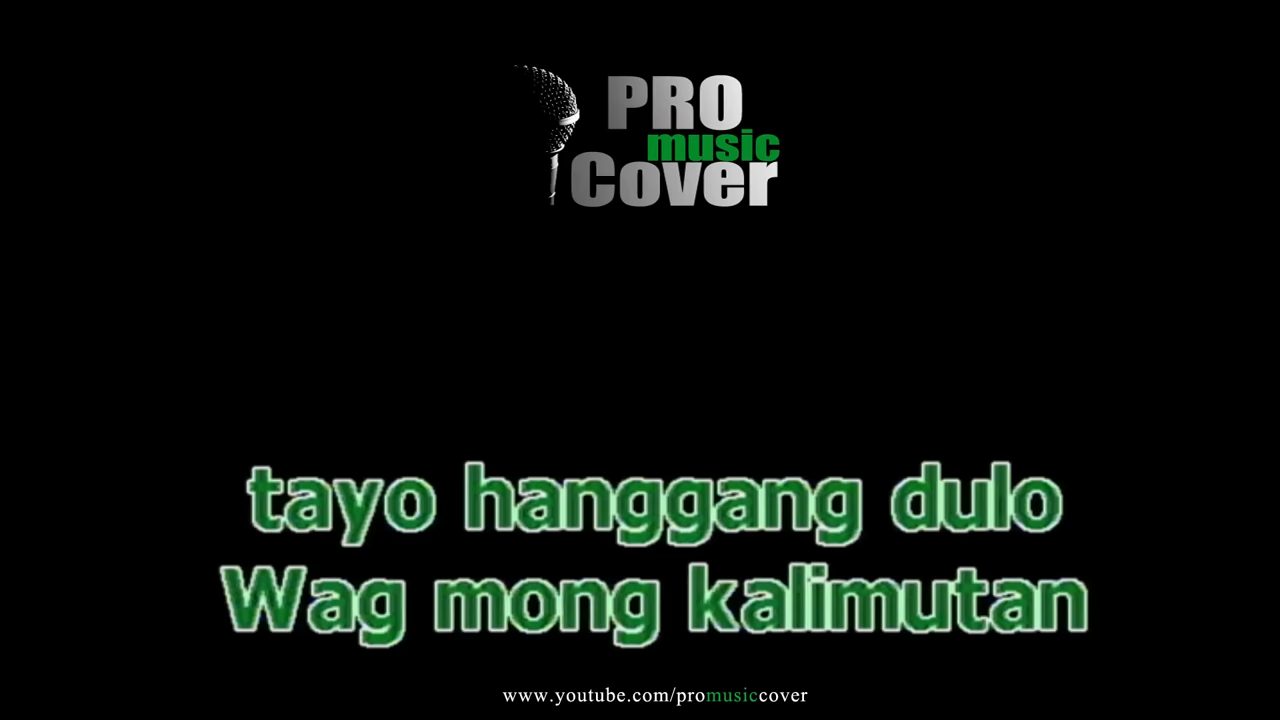 PRO
music
Cover
tayo hanggang dulo
Wag mong kalimutan
www.youtube.com/promusiccover